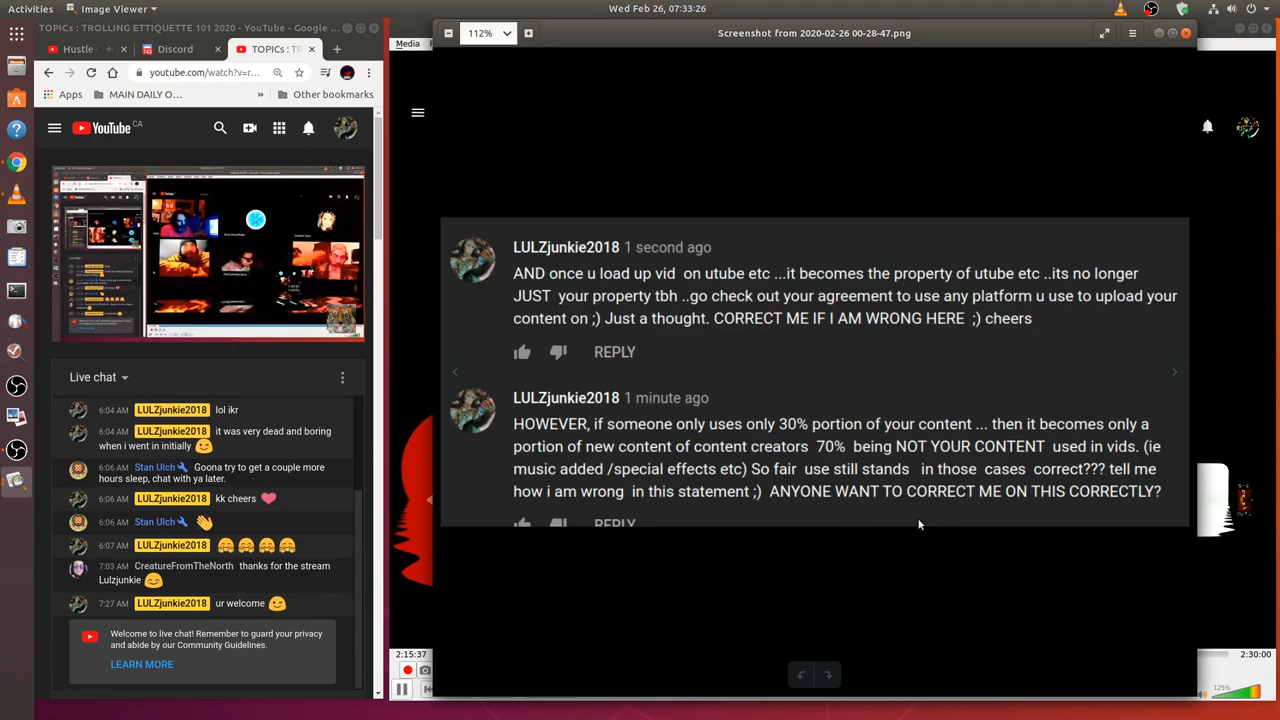 Activities
Image Viewer
Wed Feb 26, 07:33:26
TOPICs : TROLLING ETTIQUETTE 101 2020 - YouTube - Google
112%
Screenshot from 2020-02-26 00-28-47.png
Hustle
Discord
TOPICs : TR
Media
youtube.com/watch?v=r...
Apps
MAIN DAILY O...
»
Other bookmarks
YouTube CA
LULZjunkie2018 1 second ago
AND once u load up vid on utube etc ...it becomes the property of utube etc ..its no longer
JUST your property tbh ..go check out your agreement to use any platform u use to upload your
content on ;) Just a thought. CORRECT ME IF I AM WRONG HERE ;) cheers
REPLY
LULZjunkie2018 1 minute ago
HOWEVER, if someone only uses only 30% portion of your content ... then it becomes only a
portion of new content of content creators 70% being NOT YOUR CONTENT used in vids. (ie
music added /special effects etc) So fair use still stands in those cases correct??? tell me
how i am wrong in this statement ;) ANYONE WANT TO CORRECT ME ON THIS CORRECTLY?
REPLY
Live chat
6:04 AM LULZjunkie2018 lol ikr
6:04 AM LULZjunkie2018 it was very dead and boring
when i went in initially 😉
6:06 AM Stan Ulch Goona try to get a couple more
hours sleep, chat with ya later.
6:06 AM LULZjunkie2018 kk cheers ❤
6:06 AM Stan Ulch 👋
6:07 AM LULZjunkie2018 🤗 🤗 🤗 🤗
7:03 AM CreatureFromTheNorth thanks for the stream
Lulzjunkie 😊
7:27 AM LULZjunkie2018 ur welcome 😉
Welcome to live chat! Remember to guard your privacy
and abide by our Community Guidelines.
LEARN MORE
2:15:37
2:30:00
125%